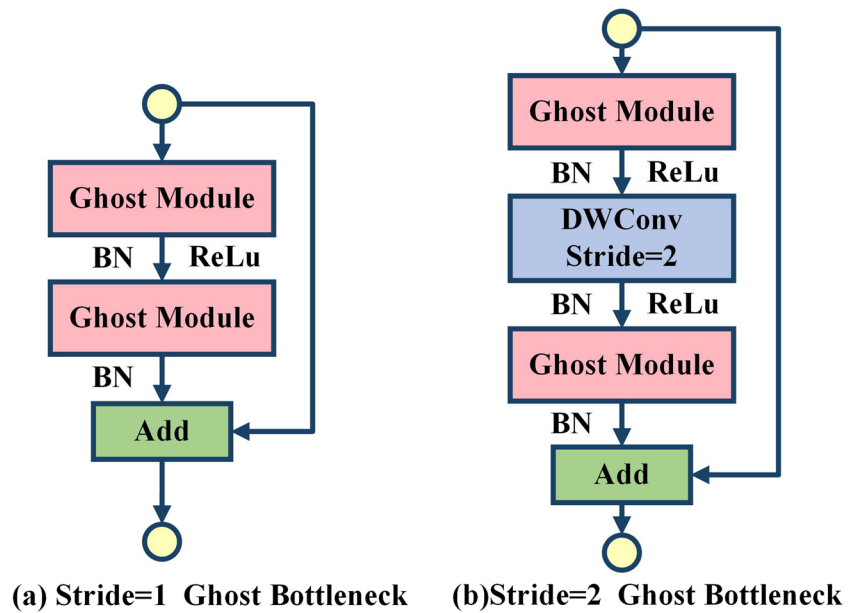 Ghost Module
BN ReLu
Ghost Module
BN
Add
(a) Stride=1 Ghost Bottleneck
Ghost Module
BN ReLu
DWConv
Stride=2
BN ReLu
Ghost Module
BN
Add
(b)Stride=2 Ghost Bottleneck